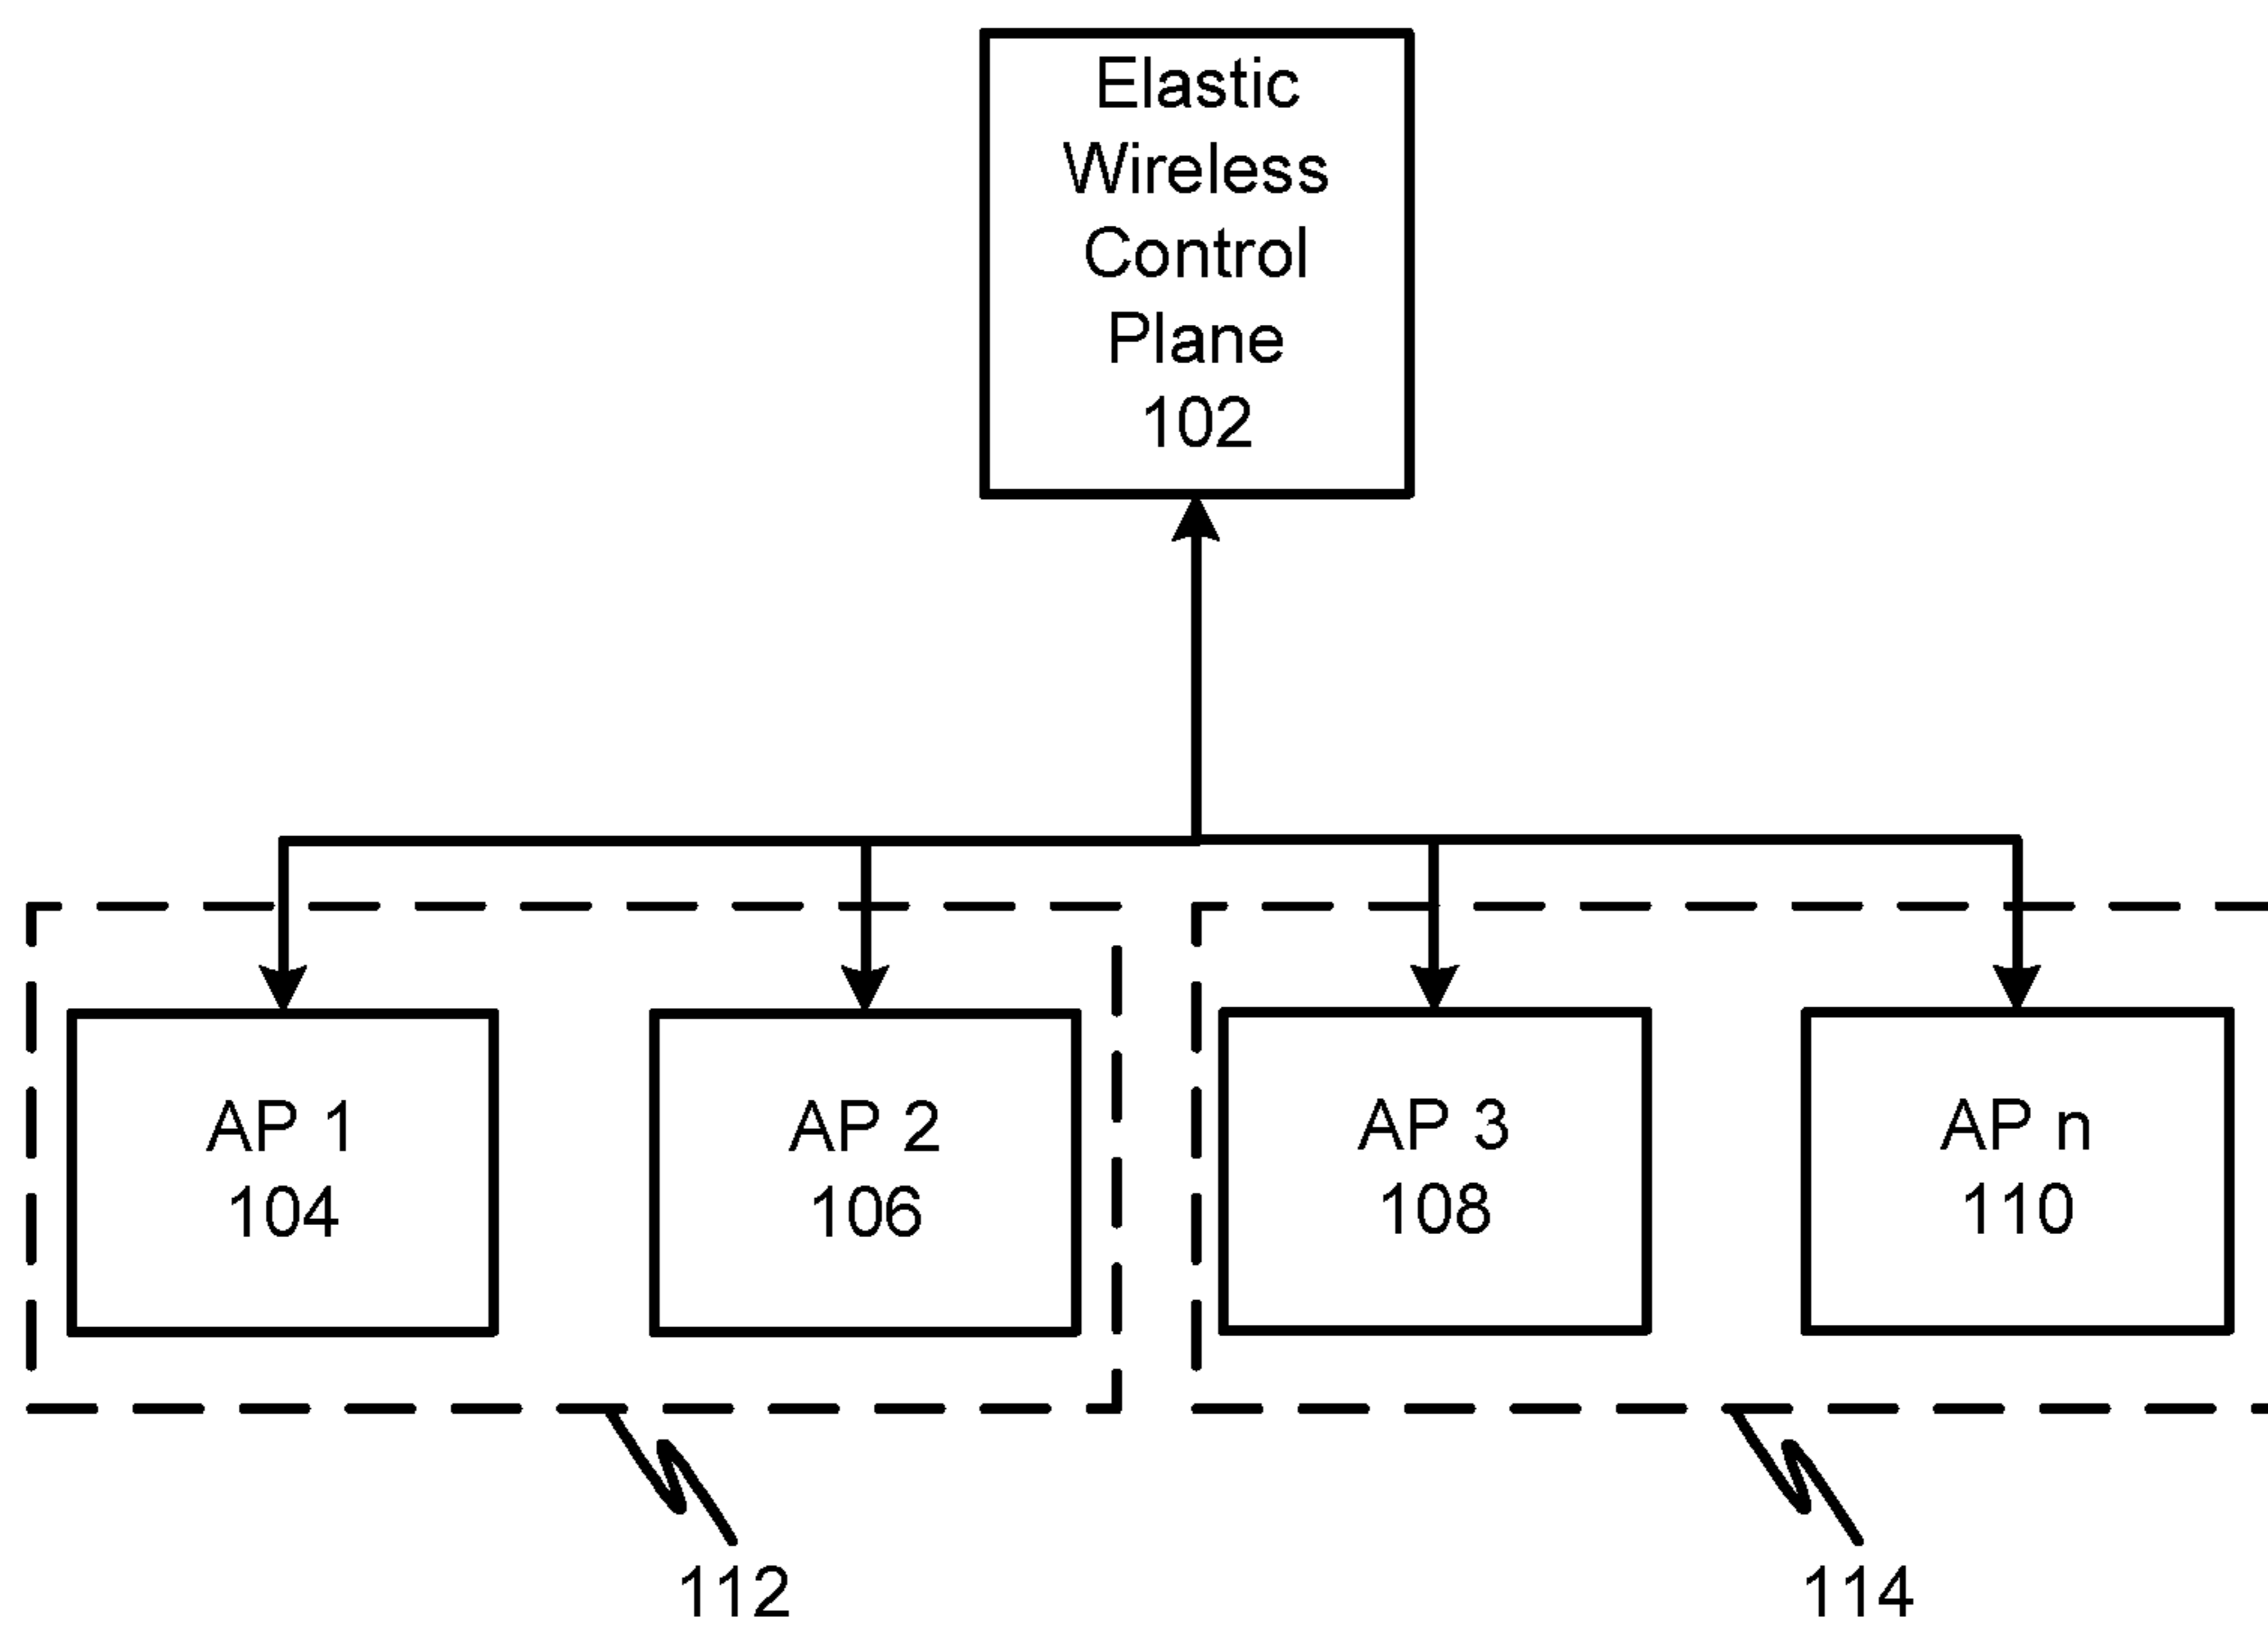 Elastic
Wireless
Control
Plane
102
AP 1
104
AP 2
106
AP 3
108
AP n
110
112
114